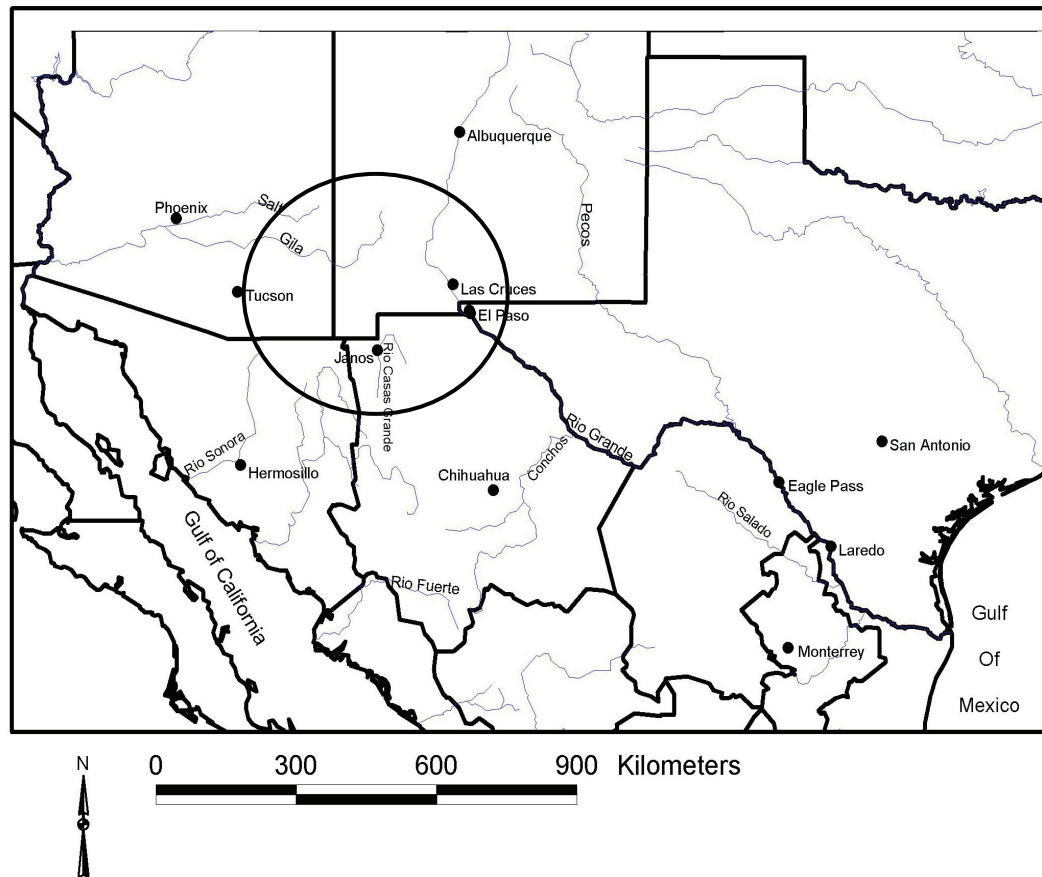 Albuquerque
Phoenix
Salt
Pecos
Gila
Las Cruces
Tucson
El Paso
Janos
Rio Casas Grande
Rio Grande
Rio Sonora
San Antonio
Conchos
Hermosillo
Chihuahua
Eagle Pass
Rio Salado
Gulf of California
Laredo
Rio Fuerte
Gulf
Of
Mexico
Monterrey
N
0 300 600 900 Kilometers